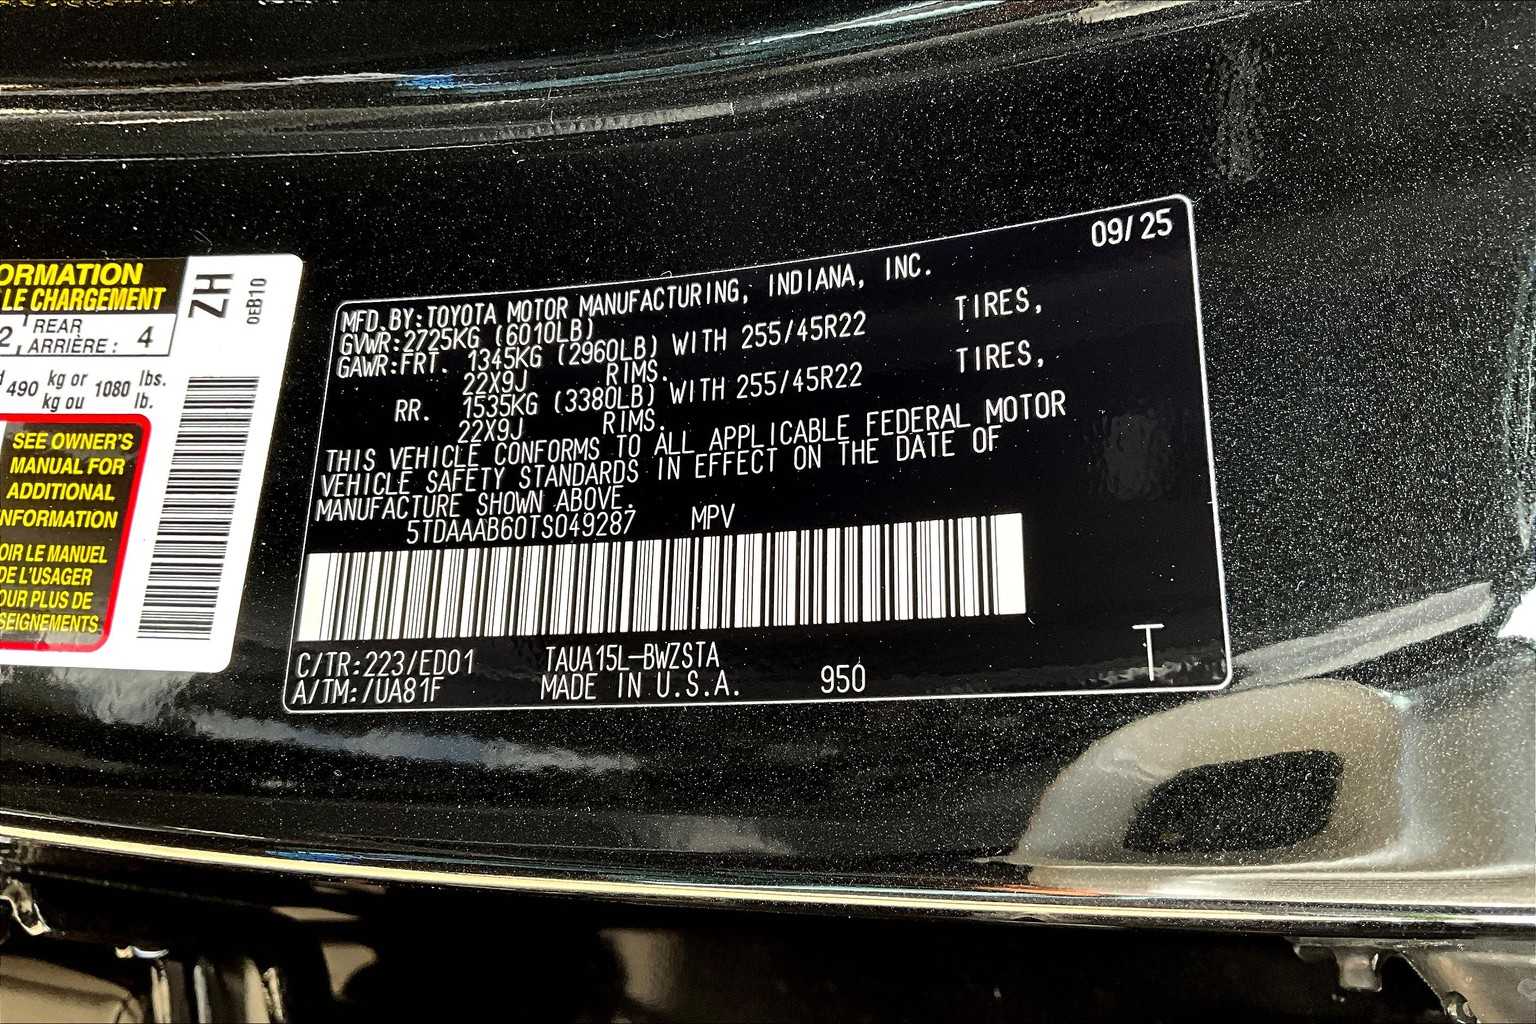 ORMATION
LE CHARGEMENT
2, REAR ARRIÈRE : 4
490 kg or kg ou 1080 lbs. lb.
SEE OWNER'S
MANUAL FOR
ADDITIONAL
INFORMATION
OIR LE MANUEL
DE L'USAGER
OUR PLUS DE
SEIGNEMENTS
ZH
0EB10
09/25
MFD.BY:TOYOTA MOTOR MANUFACTURING, INDIANA, INC.
GVWR:2725KG (6010LB)
GAWR:FRT. 1345KG (2960LB) WITH 255/45R22 TIRES,
22X9J RIMS.
RR. 1535KG (3380LB) WITH 255/45R22 TIRES,
22X9J RIMS.
THIS VEHICLE CONFORMS TO ALL APPLICABLE FEDERAL MOTOR
VEHICLE SAFETY STANDARDS IN EFFECT ON THE DATE OF
MANUFACTURE SHOWN ABOVE.
5TDAAAB60TS049287 MPV
C/TR:223/ED01 TAUA15L-BWZSTA
A/TM:/UA81F MADE IN U.S.A. 950
T